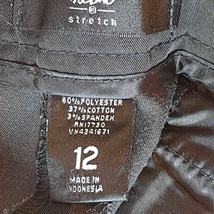 stretch
60% POLYESTER
37% COTTON
3% SPANDEX
RN17730
VN4341671
12
MADE IN
INDONESIA